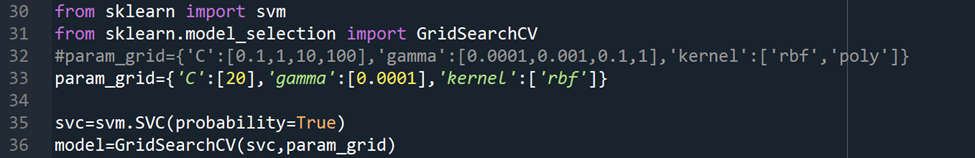 30 from sklearn import svm
31 from sklearn.model_selection import GridSearchCV
32 #param_grid={'C':[0.1,1,10,100],'gamma':[0.0001,0.001,0.1,1],'kernel':['rbf','poly']}
33 param_grid={'C':[20],'gamma':[0.0001],'kernel':['rbf']}
34
35 svc=svm.SVC(probability=True)
36 model=GridSearchCV(svc,param_grid)